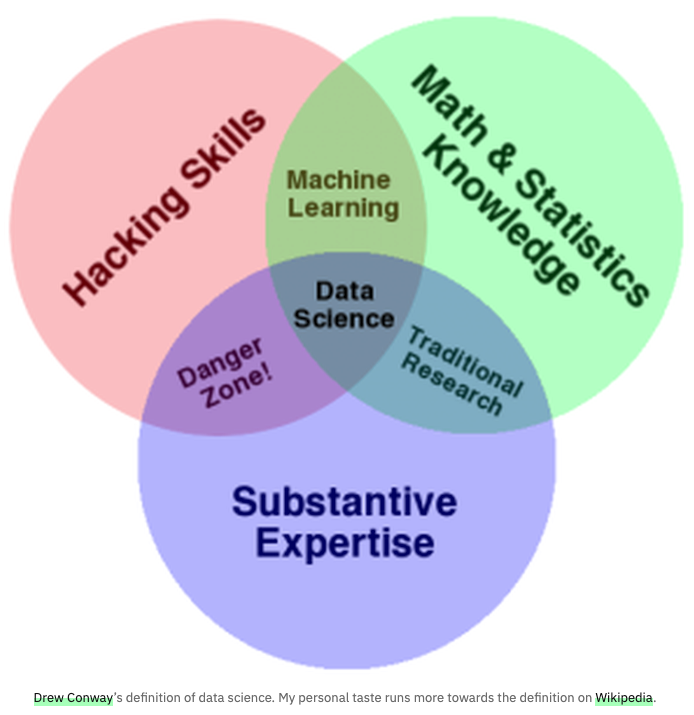 Hacking Skills
Math & Statistics
Knowledge
Machine
Learning
Data
Science
Danger
Zone!
Traditional
Research
Substantive
Expertise
Drew Conway’s definition of data science. My personal taste runs more towards the definition on Wikipedia.